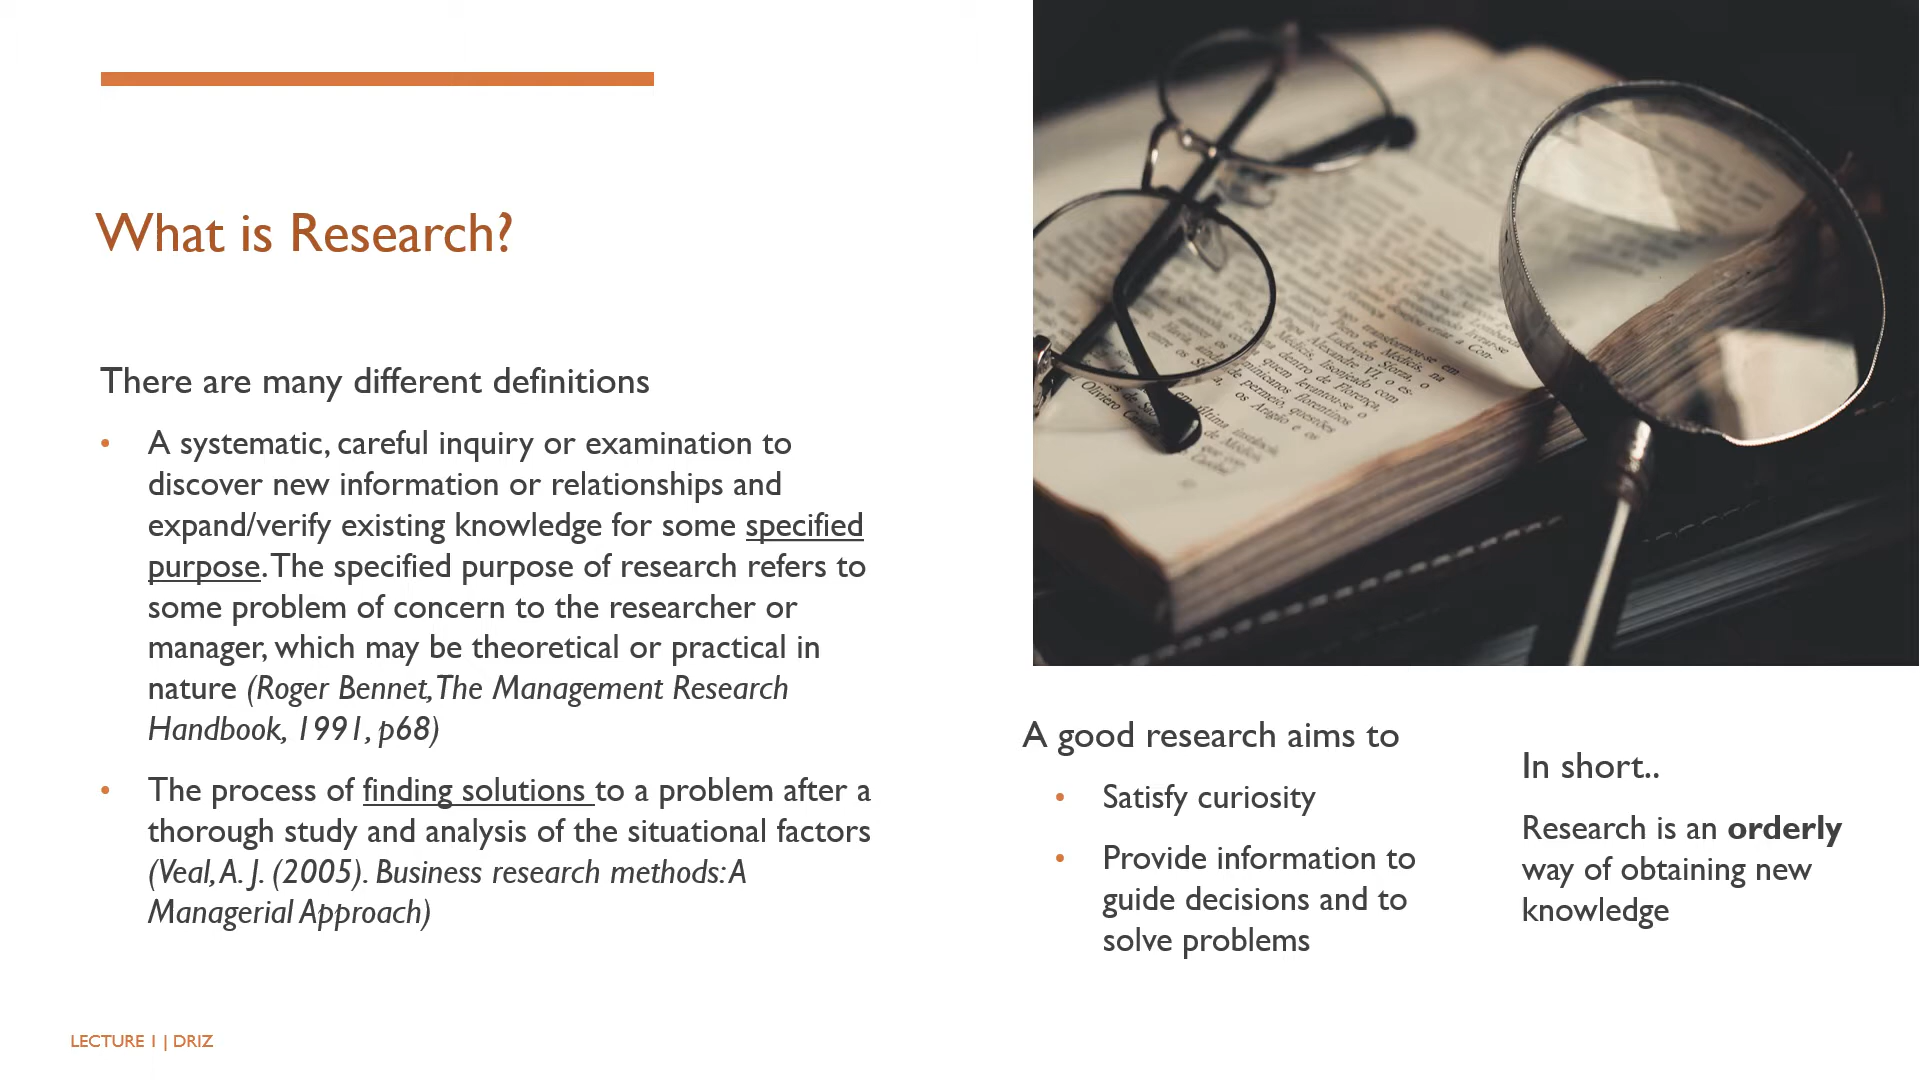 What is Research?
There are many different definitions
• A systematic, careful inquiry or examination to
discover new information or relationships and
expand/verify existing knowledge for some specified
purpose. The specified purpose of research refers to
some problem of concern to the researcher or
manager, which may be theoretical or practical in
nature (Roger Bennet, The Management Research
Handbook, 1991, p68)
• The process of finding solutions to a problem after a
thorough study and analysis of the situational factors
(Veal, A. J. (2005). Business research methods: A
Managerial Approach)
A good research aims to
• Satisfy curiosity
• Provide information to
guide decisions and to
solve problems
In short..
Research is an orderly
way of obtaining new
knowledge
LECTURE 1 | DRIZ